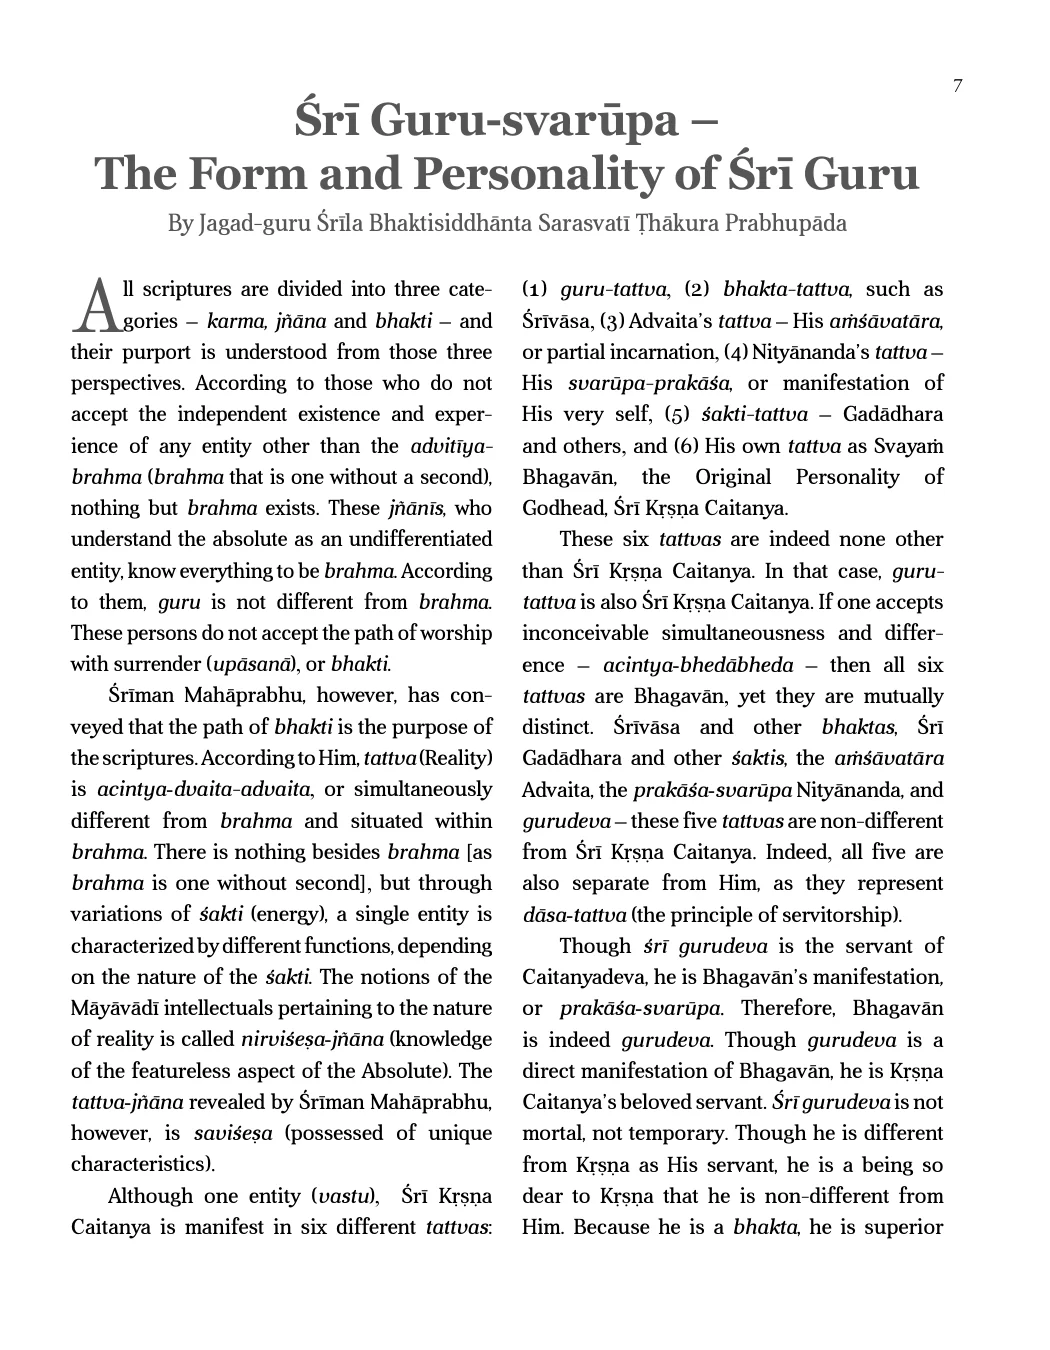 7
Śrī Guru-svarūpa –
The Form and Personality of Śrī Guru
By Jagad-guru Śrīla Bhaktisiddhānta Sarasvatī Ṭhākura Prabhupāda
All scriptures are divided into three cate-
gories – karma, jñāna and bhakti – and
their purport is understood from those three
perspectives. According to those who do not
accept the independent existence and exper-
ience of any entity other than the advitīya-
brahma (brahma that is one without a second),
nothing but brahma exists. These jñānīs, who
understand the absolute as an undifferentiated
entity, know everything to be brahma. According
to them, guru is not different from brahma.
These persons do not accept the path of worship
with surrender (upāsanā), or bhakti.
Śrīman Mahāprabhu, however, has con-
veyed that the path of bhakti is the purpose of
the scriptures. According to Him, tattva (Reality)
is acintya-dvaita-advaita, or simultaneously
different from brahma and situated within
brahma. There is nothing besides brahma [as
brahma is one without second], but through
variations of śakti (energy), a single entity is
characterized by different functions, depending
on the nature of the śakti. The notions of the
Māyāvādī intellectuals pertaining to the nature
of reality is called nirviśeṣa-jñāna (knowledge
of the featureless aspect of the Absolute). The
tattva-jñāna revealed by Śrīman Mahāprabhu,
however, is saviśeṣa (possessed of unique
characteristics).
Although one entity (vastu), Śrī Kṛṣṇa
Caitanya is manifest in six different tattvas:
(1) guru-tattva, (2) bhakta-tattva, such as
Śrīvāsa, (3) Advaita’s tattva – His aṁśāvatāra,
or partial incarnation, (4) Nityānanda’s tattva –
His svarūpa-prakāśa, or manifestation of
His very self, (5) śakti-tattva – Gadādhara
and others, and (6) His own tattva as Svayaṁ
Bhagavān, the Original Personality of
Godhead, Śrī Kṛṣṇa Caitanya.
These six tattvas are indeed none other
than Śrī Kṛṣṇa Caitanya. In that case, guru-
tattva is also Śrī Kṛṣṇa Caitanya. If one accepts
inconceivable simultaneousness and differ-
ence – acintya-bhedābheda – then all six
tattvas are Bhagavān, yet they are mutually
distinct. Śrīvāsa and other bhaktas, Śrī
Gadādhara and other śaktis, the aṁśāvatāra
Advaita, the prakāśa-svarūpa Nityānanda, and
gurudeva – these five tattvas are non-different
from Śrī Kṛṣṇa Caitanya. Indeed, all five are
also separate from Him, as they represent
dāsa-tattva (the principle of servitorship).
Though śrī gurudeva is the servant of
Caitanyadeva, he is Bhagavān’s manifestation,
or prakāśa-svarūpa. Therefore, Bhagavān
is indeed gurudeva. Though gurudeva is a
direct manifestation of Bhagavān, he is Kṛṣṇa
Caitanya’s beloved servant. Śrī gurudeva is not
mortal, not temporary. Though he is different
from Kṛṣṇa as His servant, he is a being so
dear to Kṛṣṇa that he is non-different from
Him. Because he is a bhakta, he is superior